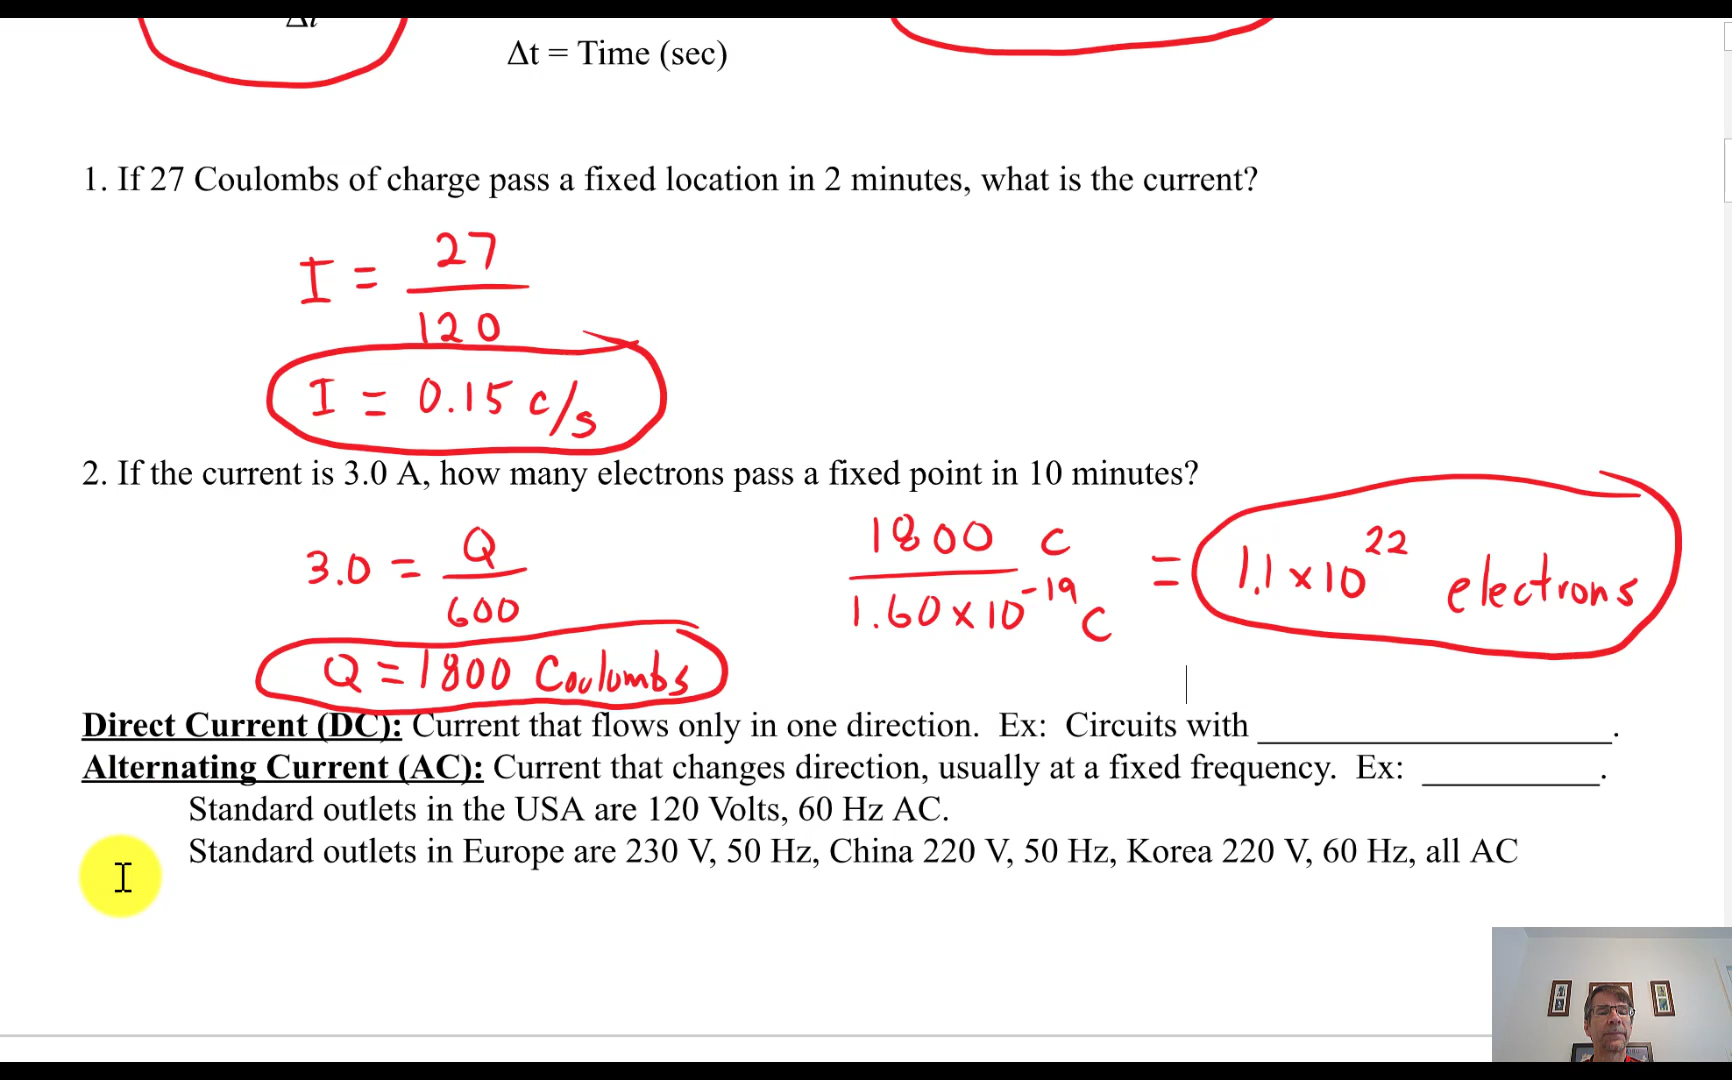 Δt
Δt = Time (sec)
1. If 27 Coulombs of charge pass a fixed location in 2 minutes, what is the current?
I = 27
120
I = 0.15 c/s
2. If the current is 3.0 A, how many electrons pass a fixed point in 10 minutes?
3.0 = Q
600
1800 C
1.60 x 10^-19 C
= 1.1 x 10^22 electrons
Q = 1800 Coulombs
Direct Current (DC): Current that flows only in one direction. Ex: Circuits with ____________________.
Alternating Current (AC): Current that changes direction, usually at a fixed frequency. Ex: __________.
Standard outlets in the USA are 120 Volts, 60 Hz AC.
Standard outlets in Europe are 230 V, 50 Hz, China 220 V, 50 Hz, Korea 220 V, 60 Hz, all AC